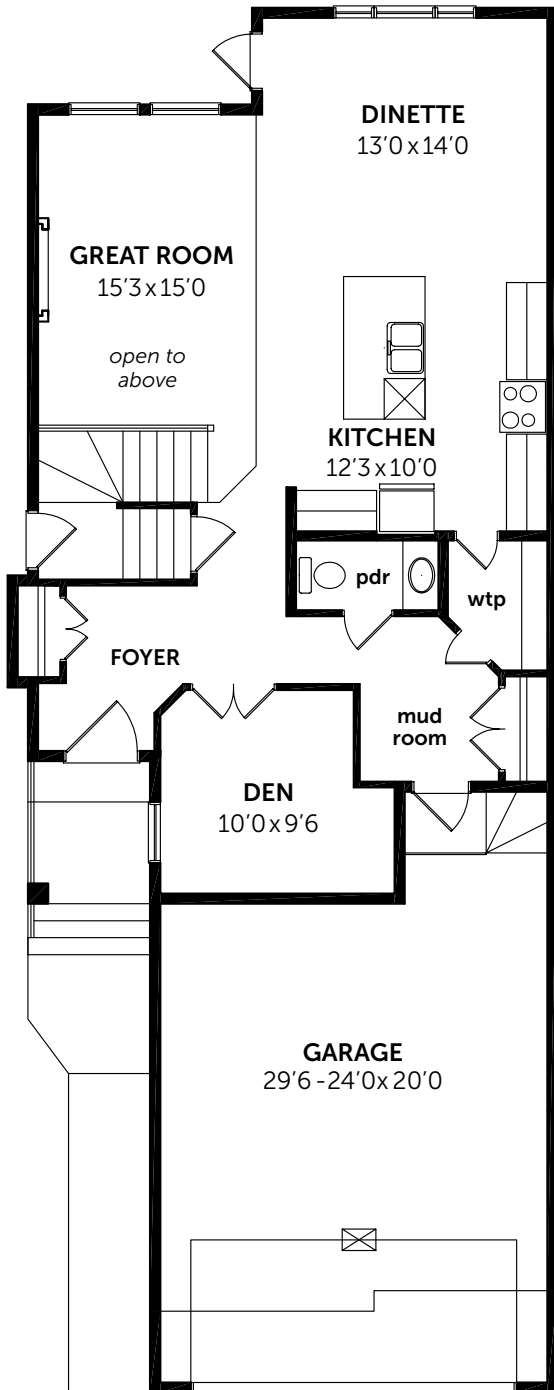 DINETTE
13'0 x 14'0
GREAT ROOM
15'3 x 15'0
open to
above
KITCHEN
12'3 x 10'0
pdr
wtp
FOYER
mud
room
DEN
10'0 x 9'6
GARAGE
29'6 - 24'0 x 20'0